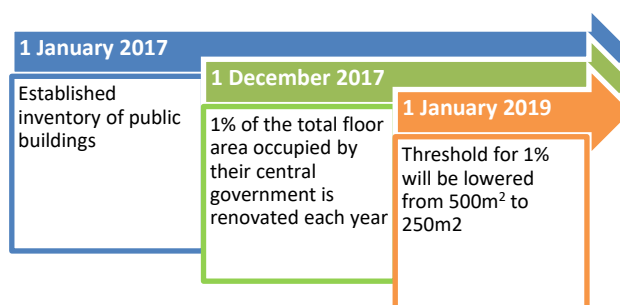 1 January 2017
Established
inventory of public
buildings
1 December 2017
1% of the total floor
area occupied by
their central
government is
renovated each year
1 January 2019
Threshold for 1%
will be lowered
from 500m² to
250m2